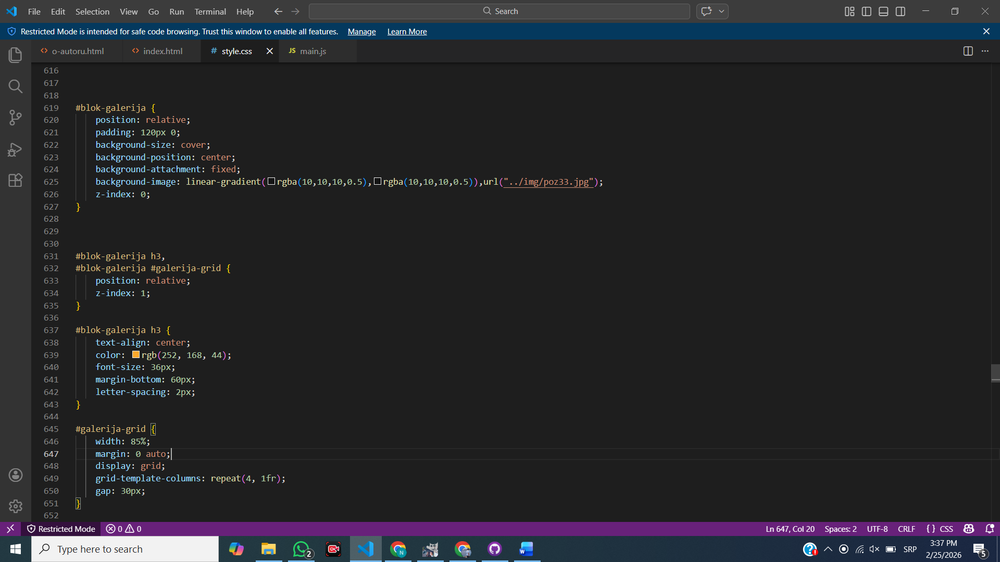 File Edit Selection View Go Run Terminal Help Search
Restricted Mode is intended for safe code browsing. Trust this window to enable all features. Manage Learn More
o-autoru.html index.html # style.css JS main.js
616
617
618
619 #blok-galerija {
620 position: relative;
621 padding: 120px 0;
622 background-size: cover;
623 background-position: center;
624 background-attachment: fixed;
625 background-image: linear-gradient(rgba(10,10,10,0.5),rgba(10,10,10,0.5)),url("../img/poz33.jpg");
626 z-index: 0;
627 }
628
629
630
631 #blok-galerija h3,
632 #blok-galerija #galerija-grid {
633 position: relative;
634 z-index: 1;
635 }
636
637 #blok-galerija h3 {
638 text-align: center;
639 color: rgb(252, 168, 44);
640 font-size: 36px;
641 margin-bottom: 60px;
642 letter-spacing: 2px;
643 }
644
645 #galerija-grid {
646 width: 85%;
647 margin: 0 auto;
648 display: grid;
649 grid-template-columns: repeat(4, 1fr);
650 gap: 30px;
651 }
652
Restricted Mode 0 0 Ln 647, Col 20 Spaces: 2 UTF-8 CRLF { } CSS
Type here to search 2 N W SRP 3:37 PM 5
2/25/2026